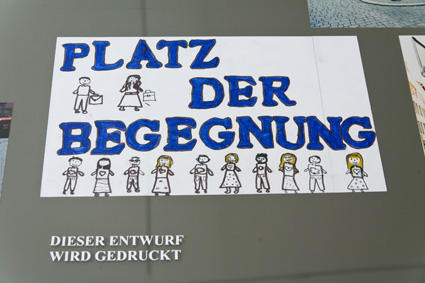 PLATZ
DER
BEGEGNUNG
DIESER ENTWURF
WIRD GEDRUCKT